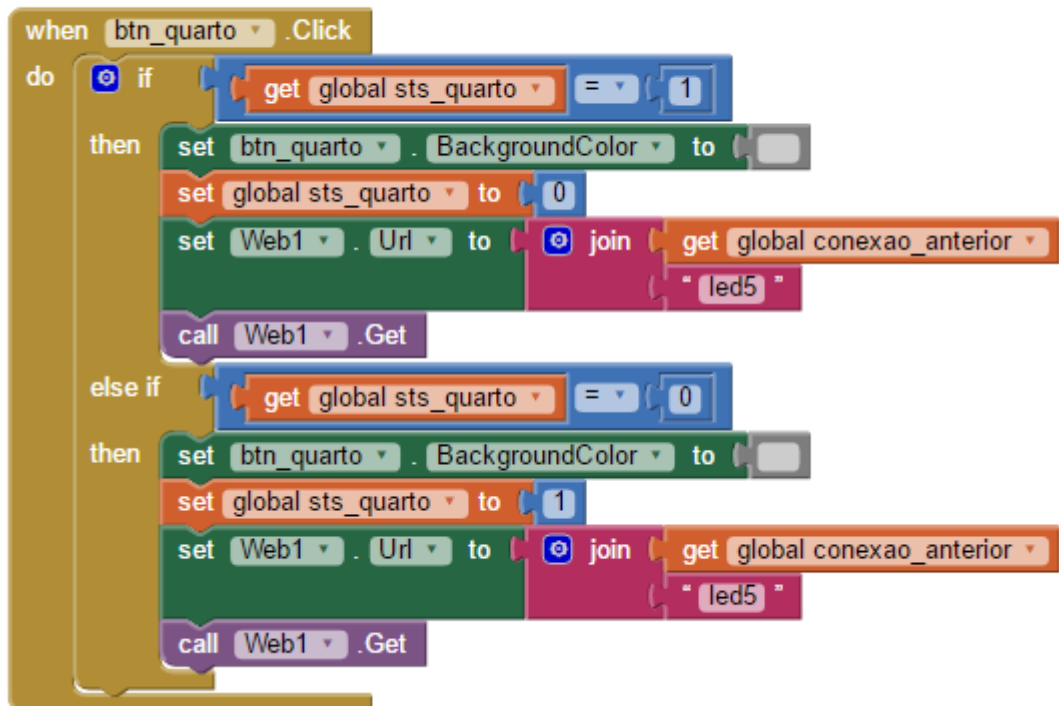 when btn_quarto .Click
do if get global sts_quarto = 1
then set btn_quarto . BackgroundColor to
set global sts_quarto to 0
set Web1 . Url to join get global conexao_anterior
" led5 "
call Web1 .Get
else if get global sts_quarto = 0
then set btn_quarto . BackgroundColor to
set global sts_quarto to 1
set Web1 . Url to join get global conexao_anterior
" led5 "
call Web1 .Get